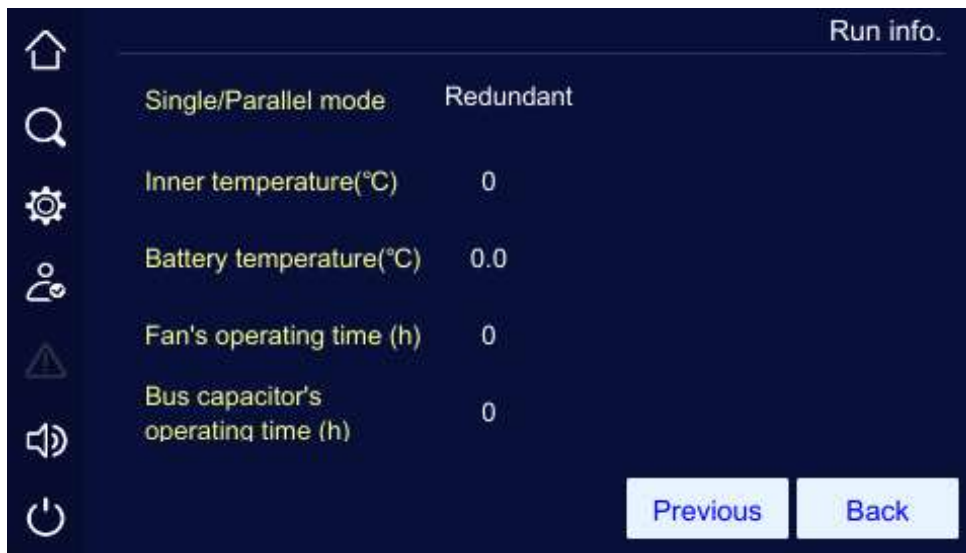 Run info.
Single/Parallel mode Redundant
Inner temperature(°C) 0
Battery temperature(°C) 0.0
Fan's operating time (h) 0
Bus capacitor's
operating time (h) 0
Previous Back